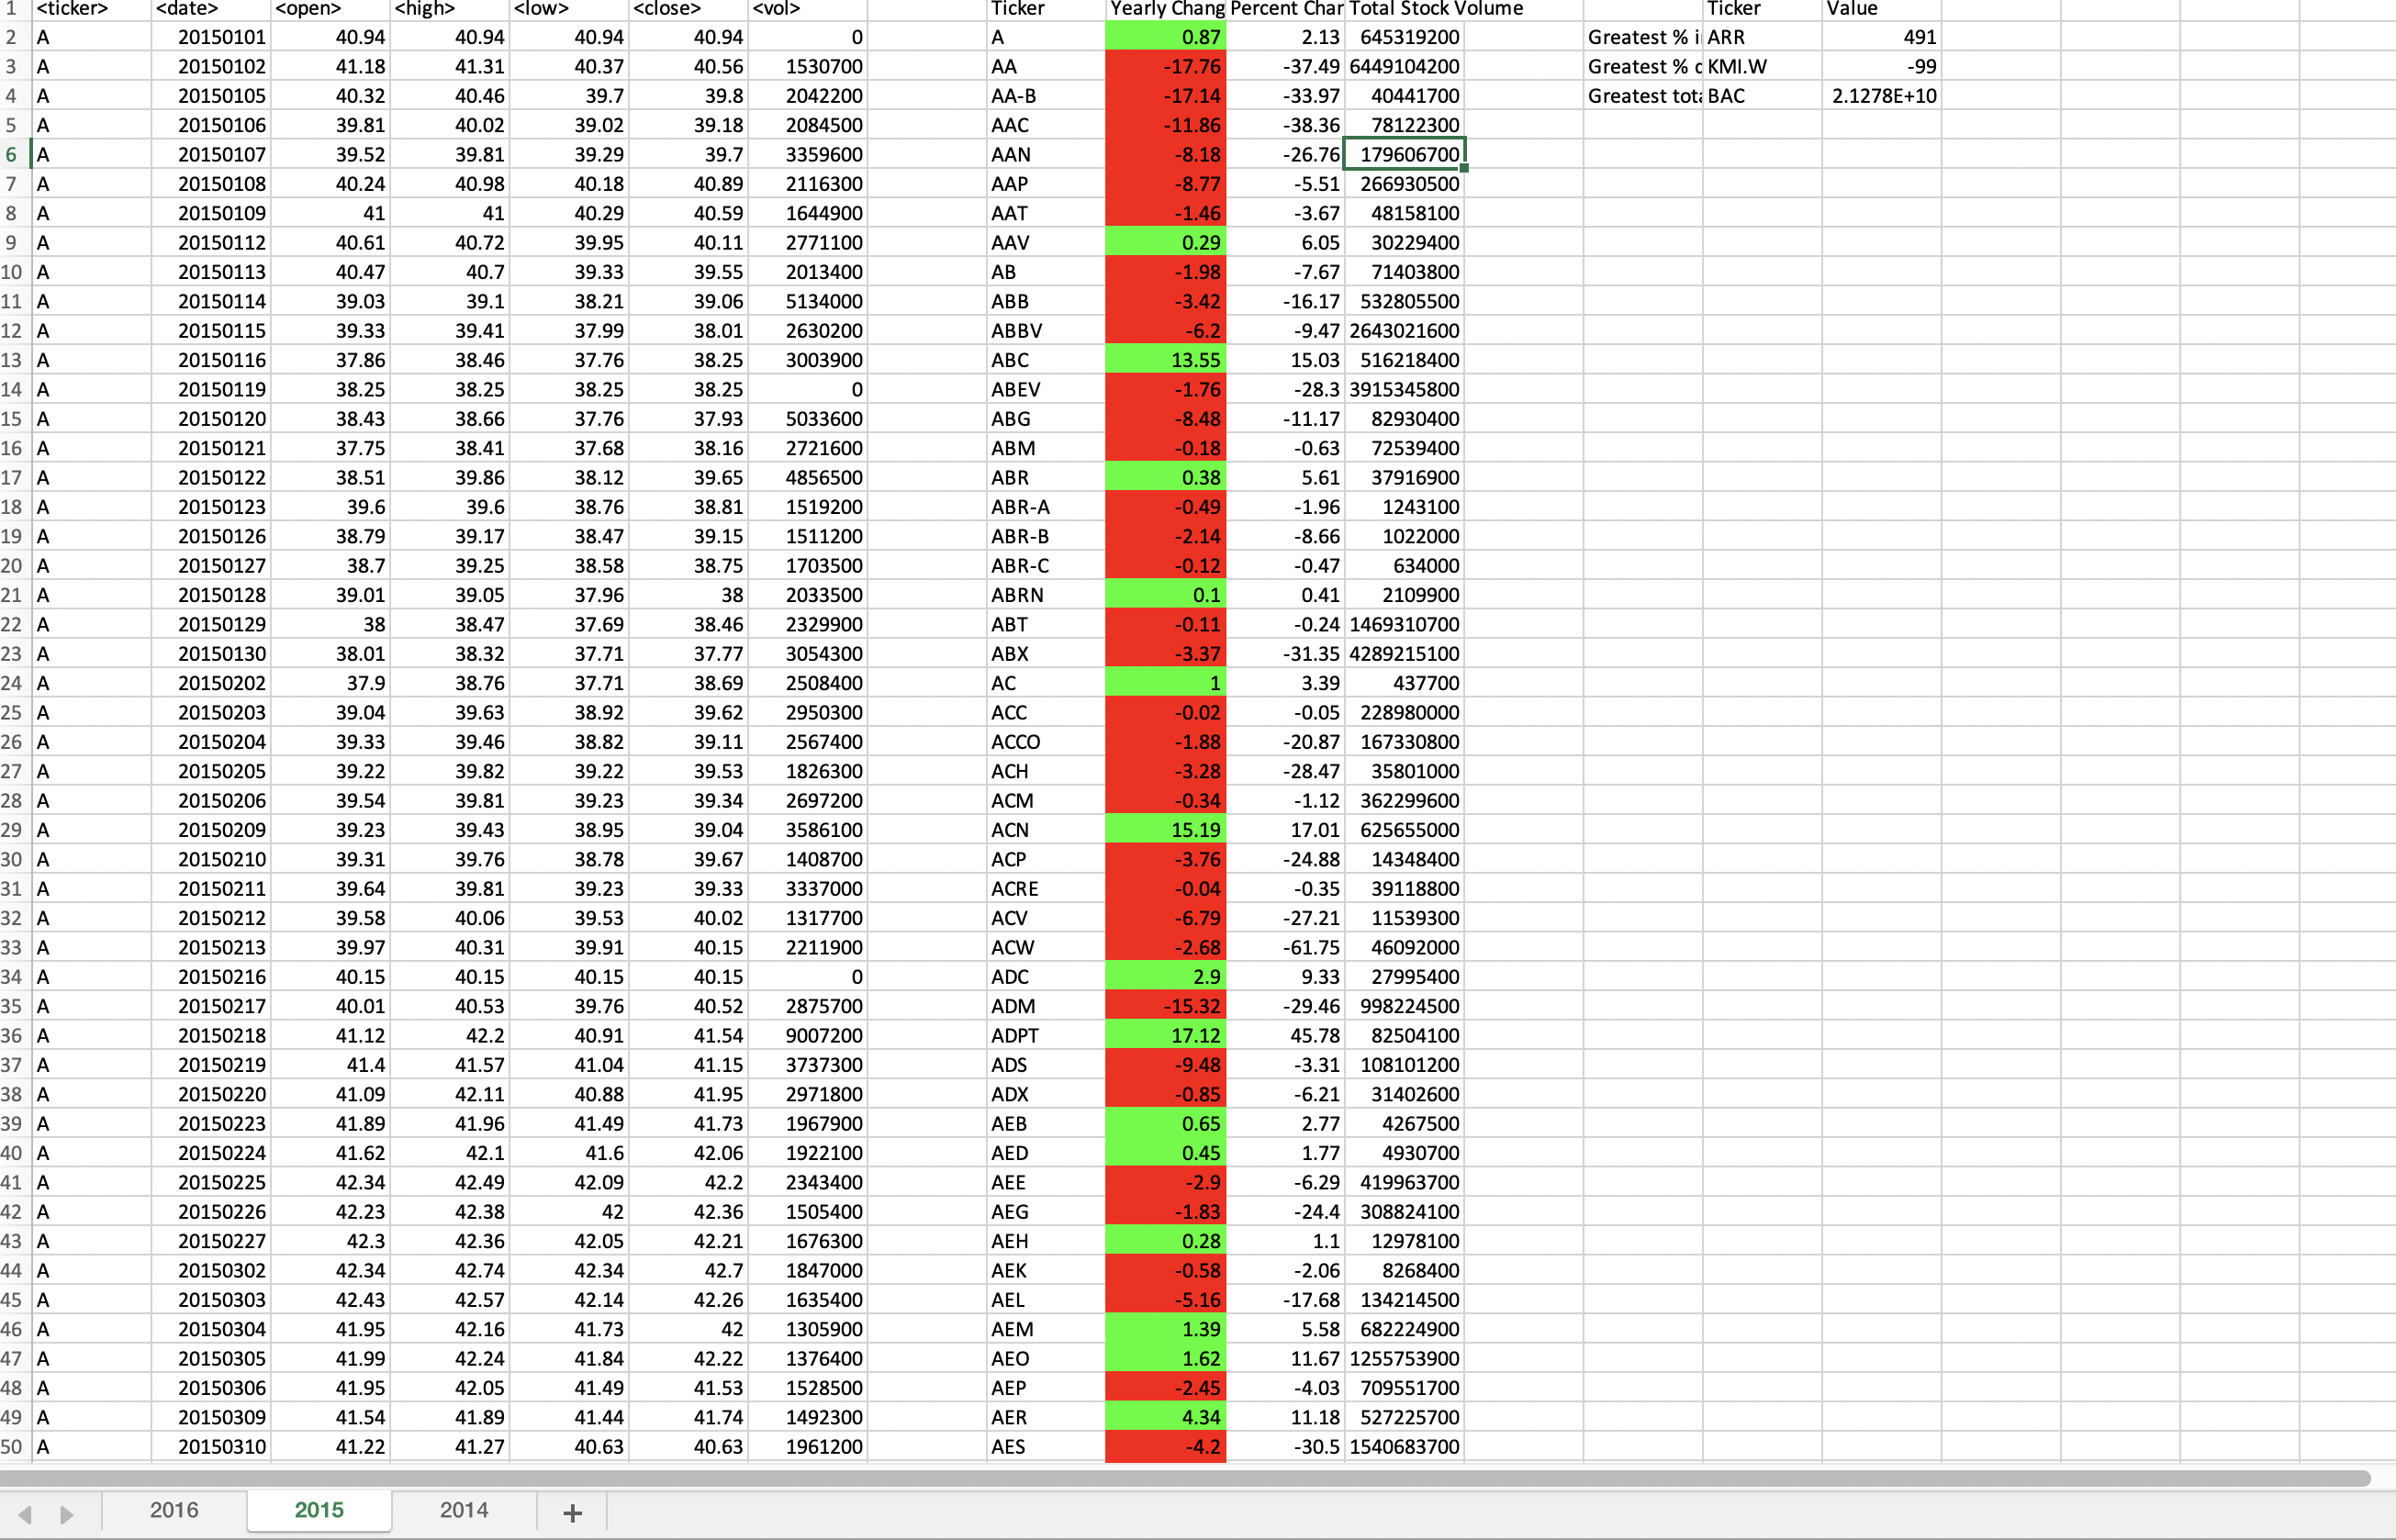 1 <ticker> <date> <open> <high> <low> <close> <vol> Ticker Yearly Chang Percent Char Total Stock Volume Ticker Value
2 A 20150101 40.94 40.94 40.94 40.94 0 A 0.87 2.13 645319200 Greatest % i ARR 491
3 A 20150102 41.18 41.31 40.37 40.56 1530700 AA -17.76 -37.49 6449104200 Greatest % d KMI.W -99
4 A 20150105 40.32 40.46 39.7 39.8 2042200 AA-B -17.14 -33.97 40441700 Greatest tota BAC 2.1278E+10
5 A 20150106 39.81 40.02 39.02 39.18 2084500 AAC -11.86 -38.36 78122300
6 A 20150107 39.52 39.81 39.29 39.7 3359600 AAN -8.18 -26.76 179606700
7 A 20150108 40.24 40.98 40.18 40.89 2116300 AAP -8.77 -5.51 266930500
8 A 20150109 41 41 40.29 40.59 1644900 AAT -1.46 -3.67 48158100
9 A 20150112 40.61 40.72 39.95 40.11 2771100 AAV 0.29 6.05 30229400
10 A 20150113 40.47 40.7 39.33 39.55 2013400 AB -1.98 -7.67 71403800
11 A 20150114 39.03 39.1 38.21 39.06 5134000 ABB -3.42 -16.17 532805500
12 A 20150115 39.33 39.41 37.99 38.01 2630200 ABBV -6.2 -9.47 2643021600
13 A 20150116 37.86 38.46 37.76 38.25 3003900 ABC 13.55 15.03 516218400
14 A 20150119 38.25 38.25 38.25 38.25 0 ABEV -1.76 -28.3 3915345800
15 A 20150120 38.43 38.66 37.76 37.93 5033600 ABG -8.48 -11.17 82930400
16 A 20150121 37.75 38.41 37.68 38.16 2721600 ABM -0.18 -0.63 72539400
17 A 20150122 38.51 39.86 38.12 39.65 4856500 ABR 0.38 5.61 37916900
18 A 20150123 39.6 39.6 38.76 38.81 1519200 ABR-A -0.49 -1.96 1243100
19 A 20150126 38.79 39.17 38.47 39.15 1511200 ABR-B -2.14 -8.66 1022000
20 A 20150127 38.7 39.25 38.58 38.75 1703500 ABR-C -0.12 -0.47 634000
21 A 20150128 39.01 39.05 37.96 38 2033500 ABRN 0.1 0.41 2109900
22 A 20150129 38 38.47 37.69 38.46 2329900 ABT -0.11 -0.24 1469310700
23 A 20150130 38.01 38.32 37.71 37.77 3054300 ABX -3.37 -31.35 4289215100
24 A 20150202 37.9 38.76 37.71 38.69 2508400 AC 1 3.39 437700
25 A 20150203 39.04 39.63 38.92 39.62 2950300 ACC -0.02 -0.05 228980000
26 A 20150204 39.33 39.46 38.82 39.11 2567400 ACCO -1.88 -20.87 167330800
27 A 20150205 39.22 39.82 39.22 39.53 1826300 ACH -3.28 -28.47 35801000
28 A 20150206 39.54 39.81 39.23 39.34 2697200 ACM -0.34 -1.12 362299600
29 A 20150209 39.23 39.43 38.95 39.04 3586100 ACN 15.19 17.01 625655000
30 A 20150210 39.31 39.76 38.78 39.67 1408700 ACP -3.76 -24.88 14348400
31 A 20150211 39.64 39.81 39.23 39.33 3337000 ACRE -0.04 -0.35 39118800
32 A 20150212 39.58 40.06 39.53 40.02 1317700 ACV -6.79 -27.21 11539300
33 A 20150213 39.97 40.31 39.91 40.15 2211900 ACW -2.68 -61.75 46092000
34 A 20150216 40.15 40.15 40.15 40.15 0 ADC 2.9 9.33 27995400
35 A 20150217 40.01 40.53 39.76 40.52 2875700 ADM -15.32 -29.46 998224500
36 A 20150218 41.12 42.2 40.91 41.54 9007200 ADPT 17.12 45.78 82504100
37 A 20150219 41.4 41.57 41.04 41.15 3737300 ADS -9.48 -3.31 108101200
38 A 20150220 41.09 42.11 40.88 41.95 2971800 ADX -0.85 -6.21 31402600
39 A 20150223 41.89 41.96 41.49 41.73 1967900 AEB 0.65 2.77 4267500
40 A 20150224 41.62 42.1 41.6 42.06 1922100 AED 0.45 1.77 4930700
41 A 20150225 42.34 42.49 42.09 42.2 2343400 AEE -2.9 -6.29 419963700
42 A 20150226 42.23 42.38 42 42.36 1505400 AEG -1.83 -24.4 308824100
43 A 20150227 42.3 42.36 42.05 42.21 1676300 AEH 0.28 1.1 12978100
44 A 20150302 42.34 42.74 42.34 42.7 1847000 AEK -0.58 -2.06 8268400
45 A 20150303 42.43 42.57 42.14 42.26 1635400 AEL -5.16 -17.68 134214500
46 A 20150304 41.95 42.16 41.73 42 1305900 AEM 1.39 5.58 682224900
47 A 20150305 41.99 42.24 41.84 42.22 1376400 AEO 1.62 11.67 1255753900
48 A 20150306 41.95 42.05 41.49 41.53 1528500 AEP -2.45 -4.03 709551700
49 A 20150309 41.54 41.89 41.44 41.74 1492300 AER 4.34 11.18 527225700
50 A 20150310 41.22 41.27 40.63 40.63 1961200 AES -4.2 -30.5 1540683700
2016 2015 2014 +